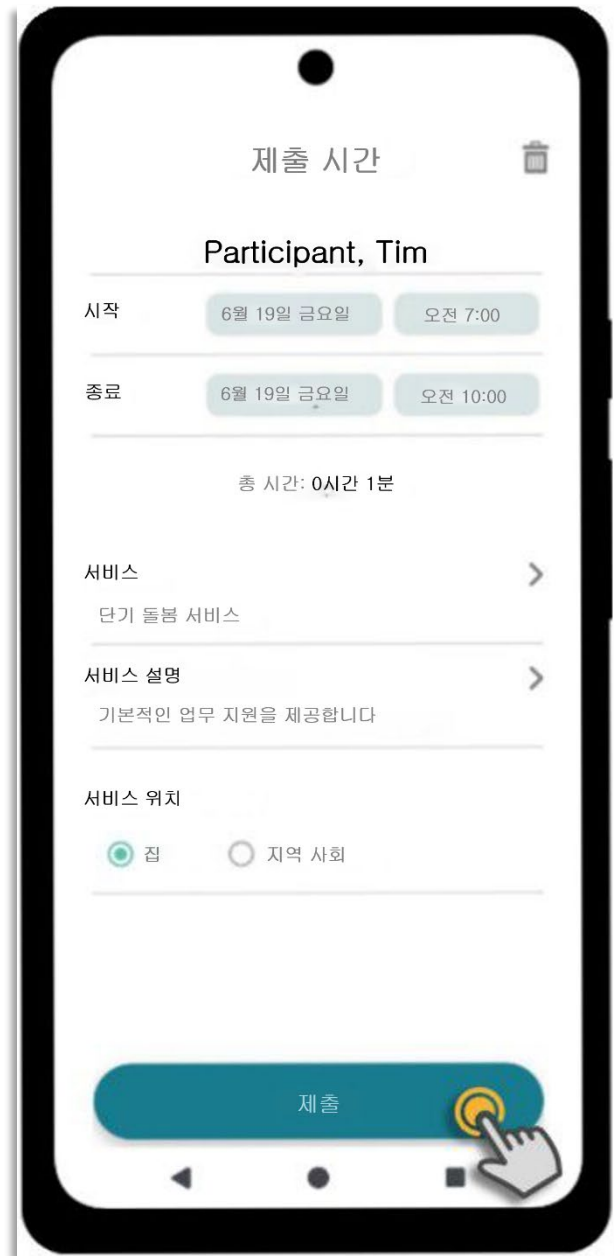 제출 시간
Participant, Tim
시작 6월 19일 금요일 오전 7:00
종료 6월 19일 금요일 오전 10:00
총 시간: 0시간 1분
서비스
단기 돌봄 서비스
서비스 설명
기본적인 업무 지원을 제공합니다
서비스 위치
집 지역 사회
제출